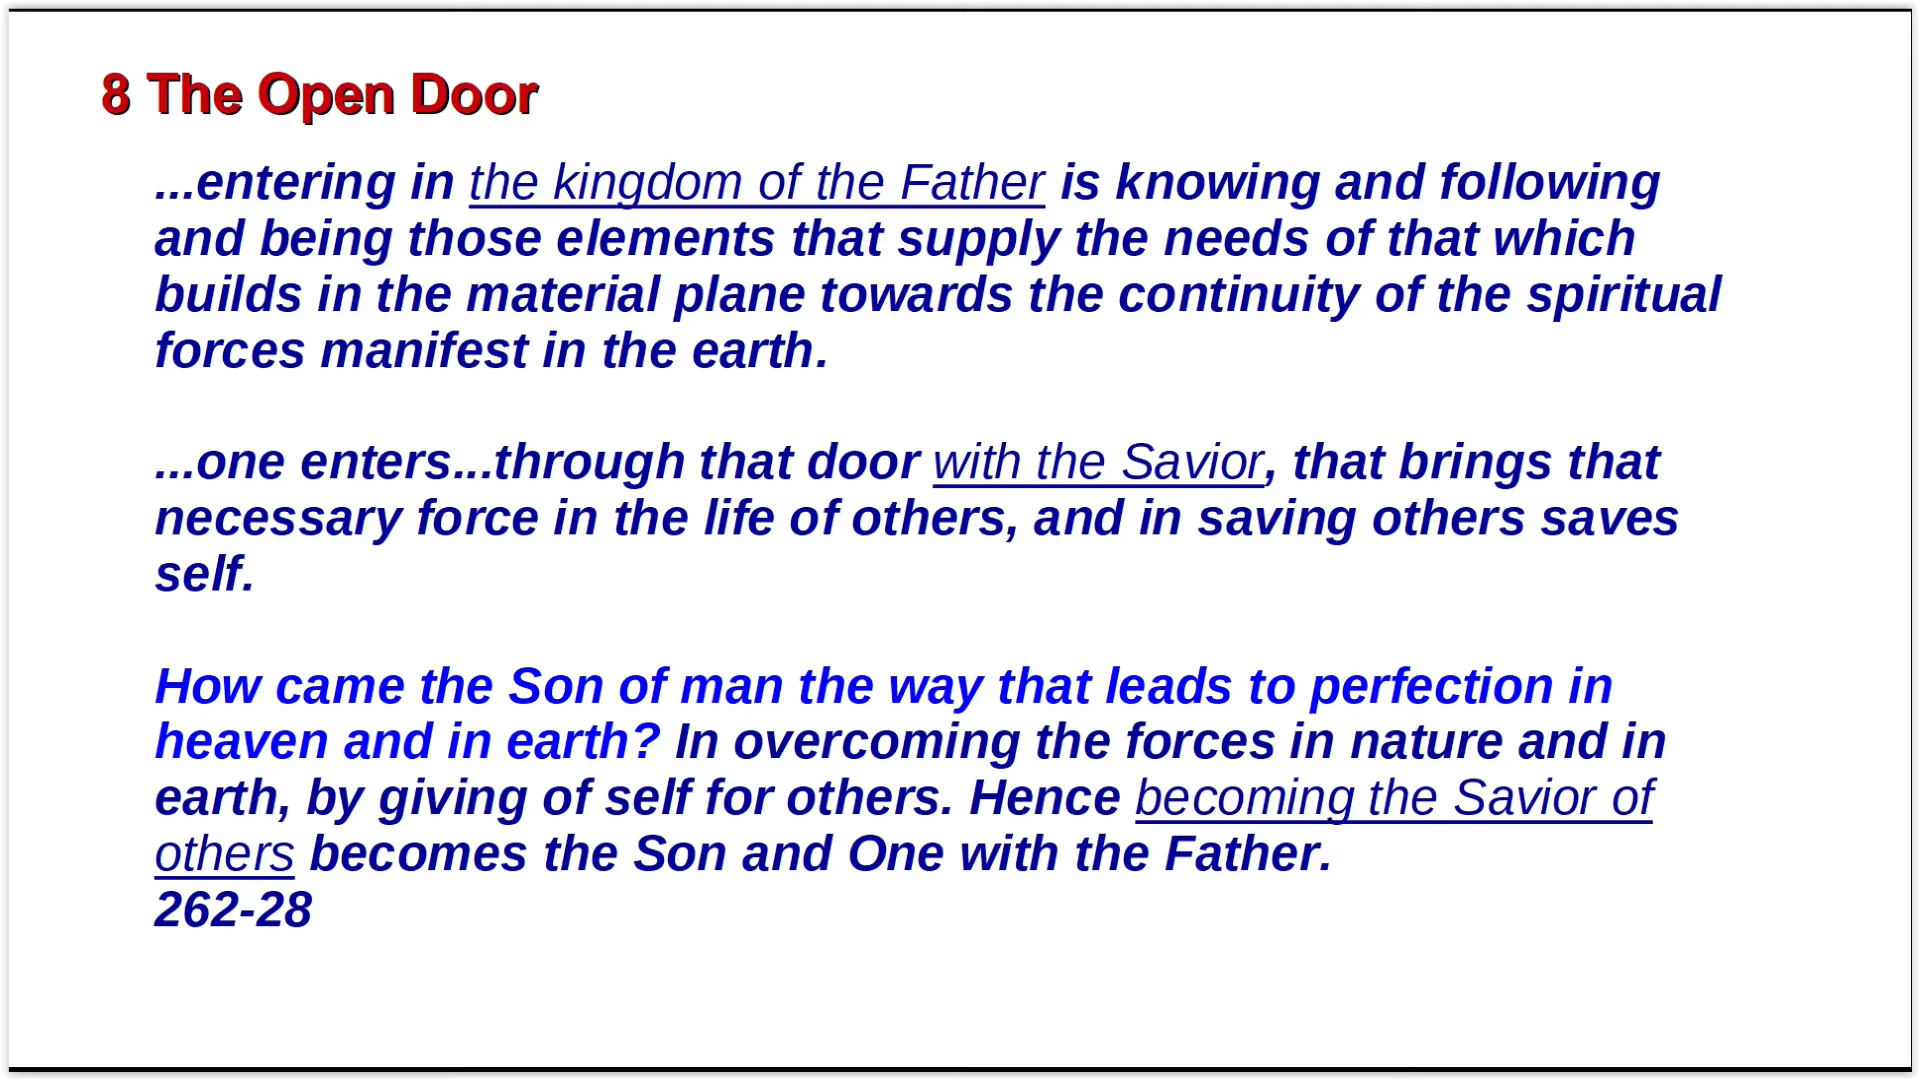 8 The Open Door
...entering in the kingdom of the Father is knowing and following
and being those elements that supply the needs of that which
builds in the material plane towards the continuity of the spiritual
forces manifest in the earth.
...one enters...through that door with the Savior, that brings that
necessary force in the life of others, and in saving others saves
self.
How came the Son of man the way that leads to perfection in
heaven and in earth? In overcoming the forces in nature and in
earth, by giving of self for others. Hence becoming the Savior of
others becomes the Son and One with the Father.
262-28